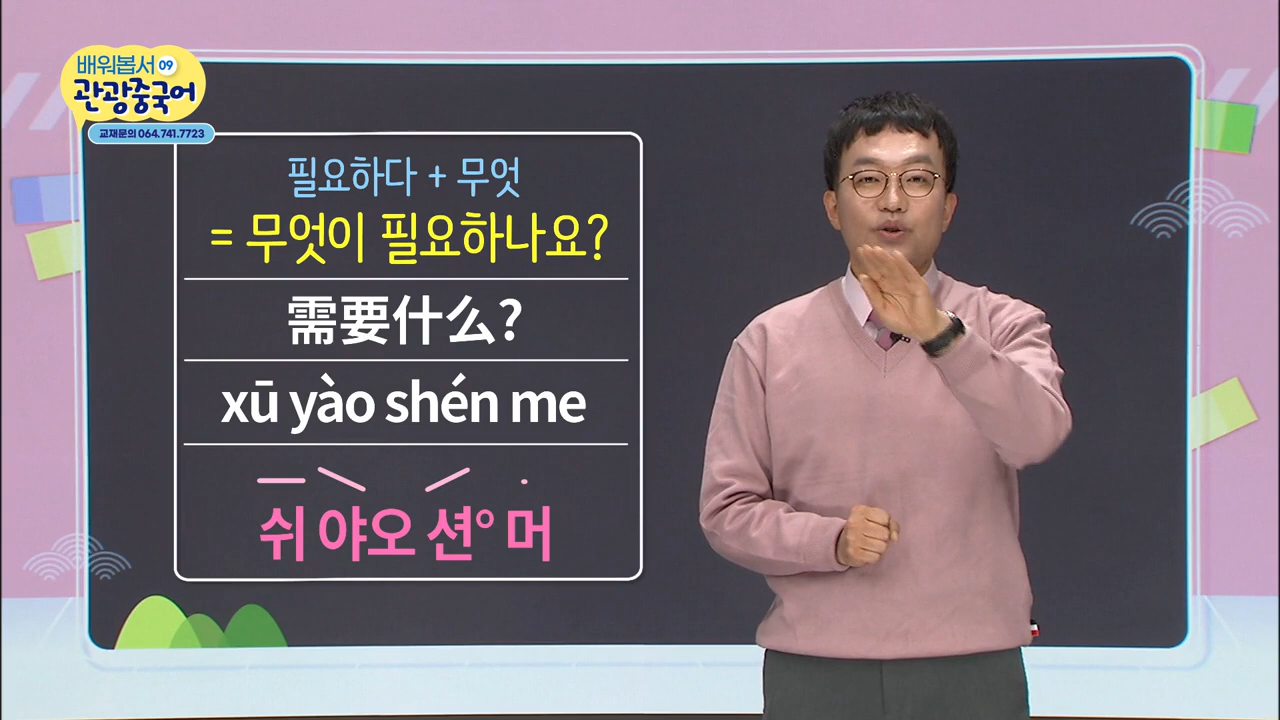 배워봅서 09
관광중국어
교재문의 064.741.7723
필요하다 + 무엇
= 무엇이 필요하나요?
需要什么?
xū yào shén me
쉬 야오 션° 머